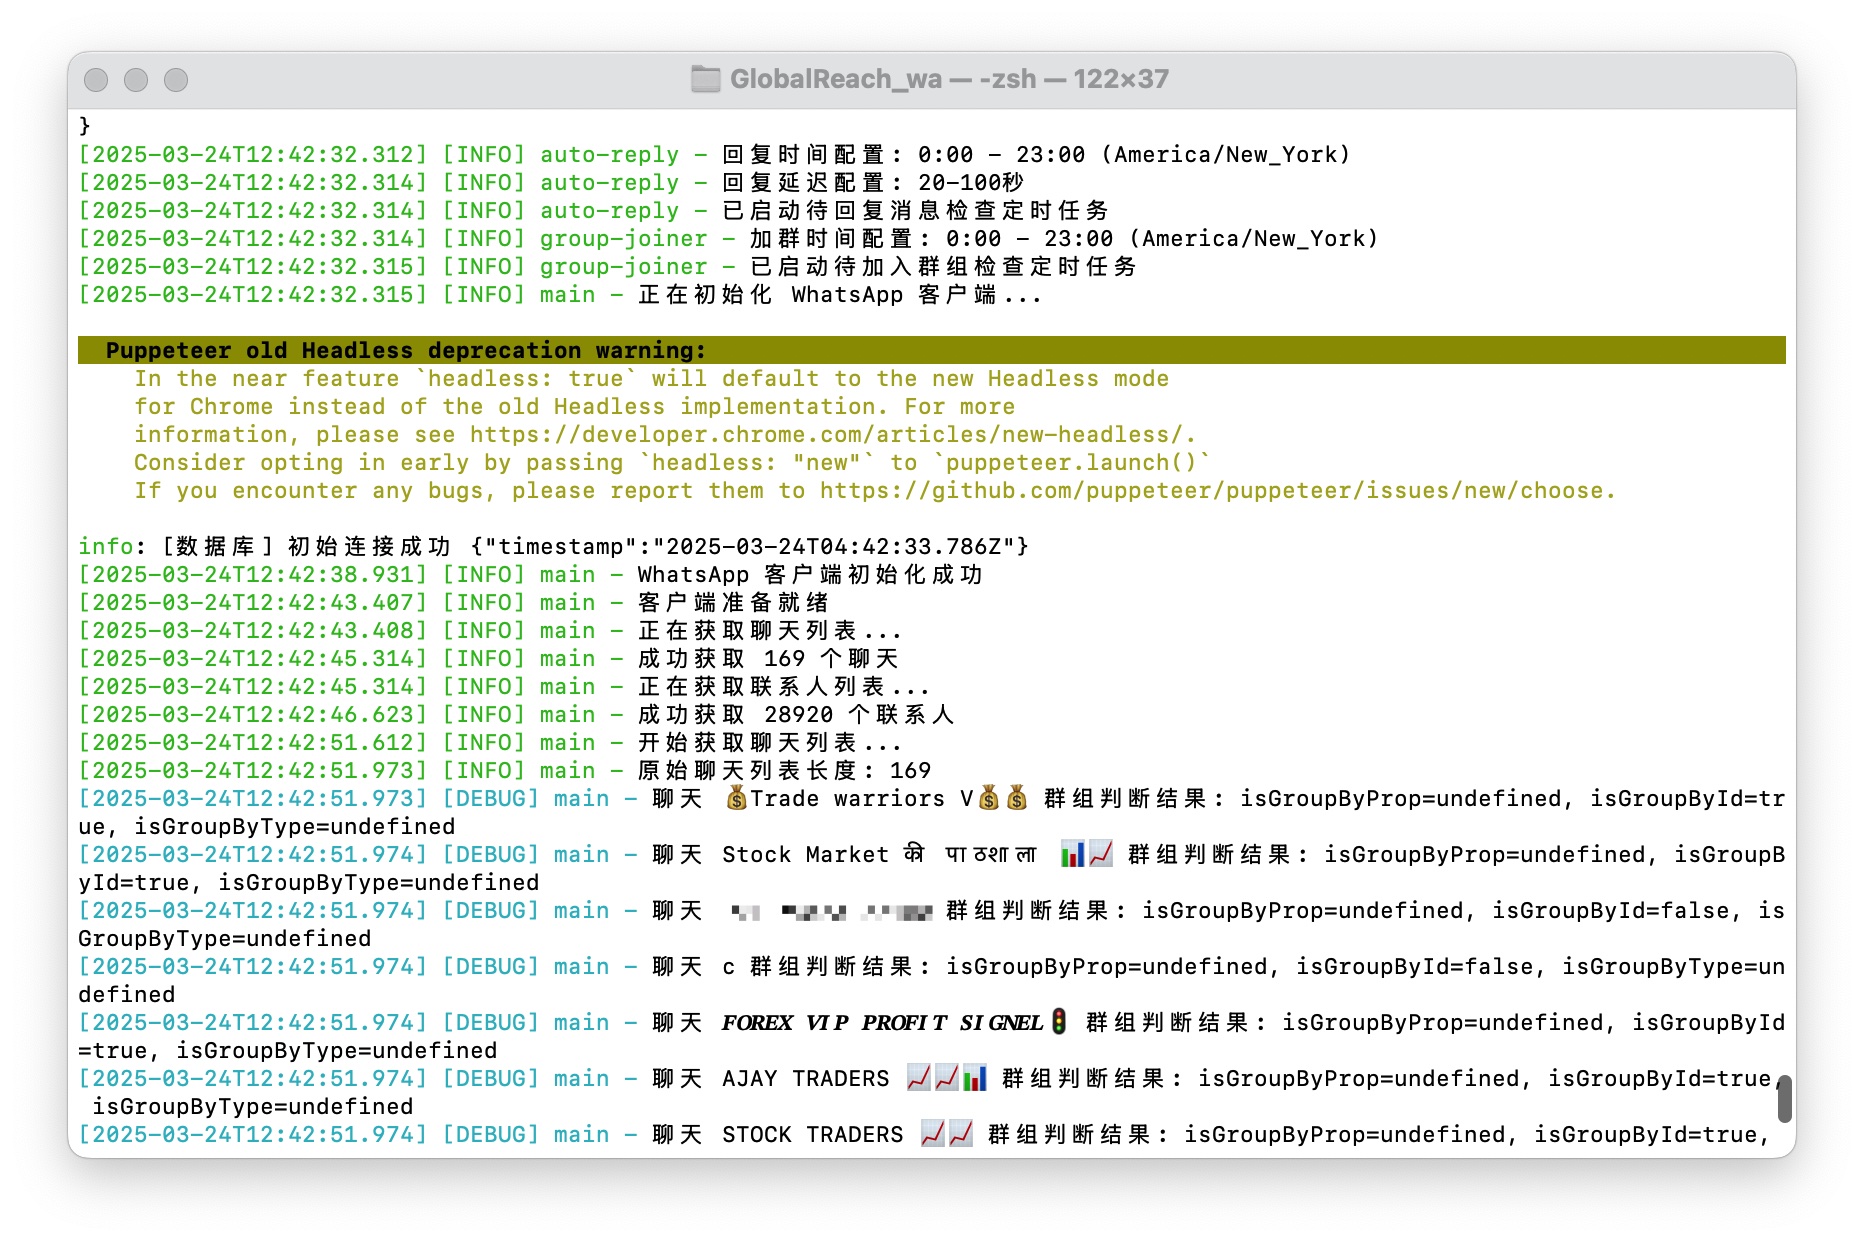 GlobalReach_wa — -zsh — 122×37
}
[2025-03-24T12:42:32.312] [INFO] auto-reply - 回复时间配置: 0:00 - 23:00 (America/New_York)
[2025-03-24T12:42:32.314] [INFO] auto-reply - 回复延迟配置: 20-100秒
[2025-03-24T12:42:32.314] [INFO] auto-reply - 已启动待回复消息检查定时任务
[2025-03-24T12:42:32.314] [INFO] group-joiner - 加群时间配置: 0:00 - 23:00 (America/New_York)
[2025-03-24T12:42:32.315] [INFO] group-joiner - 已启动待加入群组检查定时任务
[2025-03-24T12:42:32.315] [INFO] main - 正在初始化 WhatsApp 客户端...
Puppeteer old Headless deprecation warning:
In the near feature `headless: true` will default to the new Headless mode
for Chrome instead of the old Headless implementation. For more
information, please see https://developer.chrome.com/articles/new-headless/.
Consider opting in early by passing `headless: "new"` to `puppeteer.launch()`
If you encounter any bugs, please report them to https://github.com/puppeteer/puppeteer/issues/new/choose.
info: [数据库] 初始连接成功 {"timestamp":"2025-03-24T04:42:33.786Z"}
[2025-03-24T12:42:38.931] [INFO] main - WhatsApp 客户端初始化成功
[2025-03-24T12:42:43.407] [INFO] main - 客户端准备就绪
[2025-03-24T12:42:43.408] [INFO] main - 正在获取聊天列表...
[2025-03-24T12:42:45.314] [INFO] main - 成功获取 169 个聊天
[2025-03-24T12:42:45.314] [INFO] main - 正在获取联系人列表...
[2025-03-24T12:42:46.623] [INFO] main - 成功获取 28920 个联系人
[2025-03-24T12:42:51.612] [INFO] main - 开始获取聊天列表...
[2025-03-24T12:42:51.973] [INFO] main - 原始聊天列表长度: 169
[2025-03-24T12:42:51.973] [DEBUG] main - 聊天 💰Trade warriors V💰💰 群组判断结果: isGroupByProp=undefined, isGroupById=tr
ue, isGroupByType=undefined
[2025-03-24T12:42:51.974] [DEBUG] main - 聊天 Stock Market की पाठशाला 📊📈 群组判断结果: isGroupByProp=undefined, isGroupB
yId=true, isGroupByType=undefined
[2025-03-24T12:42:51.974] [DEBUG] main - 聊天 群组判断结果: isGroupByProp=undefined, isGroupById=false, is
GroupByType=undefined
[2025-03-24T12:42:51.974] [DEBUG] main - 聊天 c 群组判断结果: isGroupByProp=undefined, isGroupById=false, isGroupByType=un
defined
[2025-03-24T12:42:51.974] [DEBUG] main - 聊天 𝑭𝑶𝑹𝑬𝑿 𝑽𝑰𝑷 𝑷𝑹𝑶𝑭𝑰𝑻 𝑺𝑰𝑮𝑵𝑬𝑳🚦 群组判断结果: isGroupByProp=undefined, isGroupById
=true, isGroupByType=undefined
[2025-03-24T12:42:51.974] [DEBUG] main - 聊天 AJAY TRADERS 📈📈📊 群组判断结果: isGroupByProp=undefined, isGroupById=true,
isGroupByType=undefined
[2025-03-24T12:42:51.974] [DEBUG] main - 聊天 STOCK TRADERS 📈📈 群组判断结果: isGroupByProp=undefined, isGroupById=true,